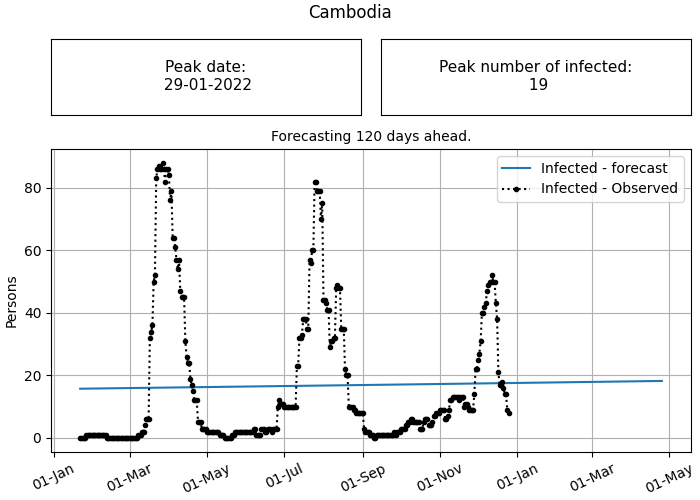 Cambodia
Peak date:
29-01-2022
Peak number of infected:
19
Forecasting 120 days ahead.
Infected - forecast
Infected - Observed
Persons
80
60
40
20
0
01-Jan
01-Mar
01-May
01-Jul
01-Sep
01-Nov
01-Jan
01-Mar
01-May